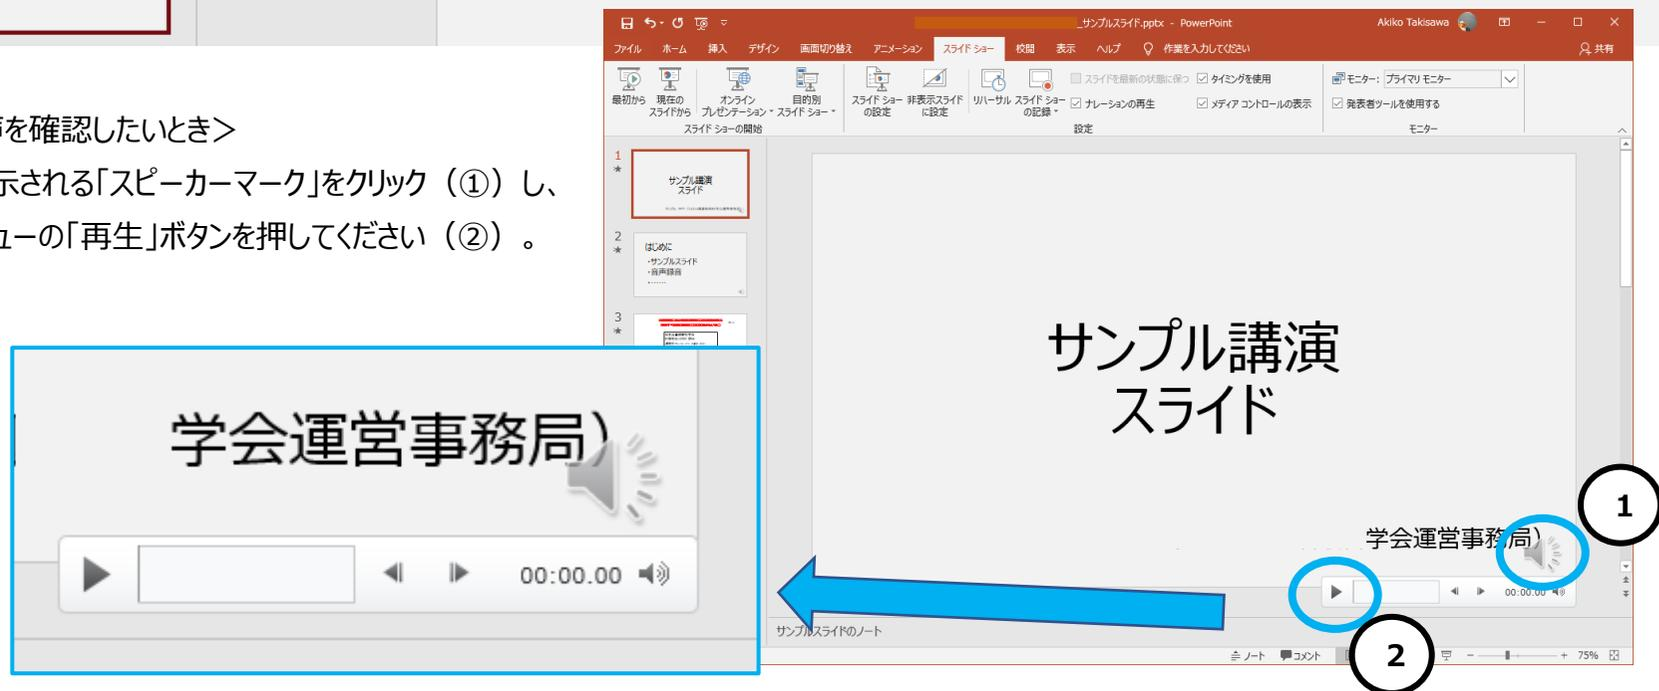 声を確認したいとき＞
示される「スピーカーマーク」をクリック（①）し、
ューの「再生」ボタンを押してください（②）。
_サンプルスライド.pptx - PowerPoint
Akiko Takisawa
ファイル ホーム 挿入 デザイン 画面切り替え アニメーション スライド ショー 校閲 表示 ヘルプ 作業を入力してください 共有
最初から 現在のスライドから オンラインプレゼンテーション 目的別スライド ショー スライド ショーの設定 非表示スライドに設定 リハーサル スライド ショーの記録
スライドを最新の状態に保つ タイミングを使用
ナレーションの再生 メディア コントロールの表示
モニター: プライマリ モニター
発表者ツールを使用する
スライド ショーの開始 設定 モニター
1
サンプル講演
スライド
2
はじめに
・サンプルスライド
・音声録音
・……
3
サンプル講演
スライド
学会運営事務局）
00:00.00
1
2
学会運営事務局）
00:00.00
サンプルスライドのノート
ノート コメント
75%